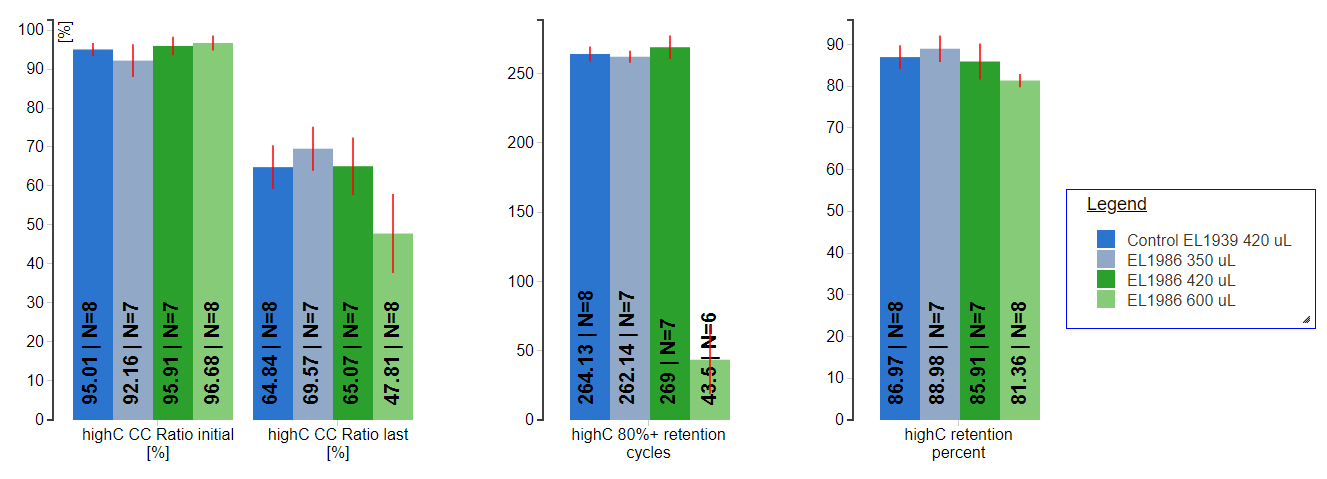 [%]
100
90
80
70
60
50
40
30
20
10
0
95.01 | N=8
92.16 | N=7
95.91 | N=7
96.68 | N=8
64.84 | N=8
69.57 | N=7
65.07 | N=7
47.81 | N=8
highC CC Ratio initial
[%]
highC CC Ratio last
[%]
250
200
150
100
50
0
264.13 | N=8
262.14 | N=7
269 | N=7
43.5 | N=6
highC 80%+ retention
cycles
90
80
70
60
50
40
30
20
10
0
86.97 | N=8
88.98 | N=7
85.91 | N=7
81.36 | N=8
highC retention
percent
Legend
Control EL1939 420 uL
EL1986 350 uL
EL1986 420 uL
EL1986 600 uL